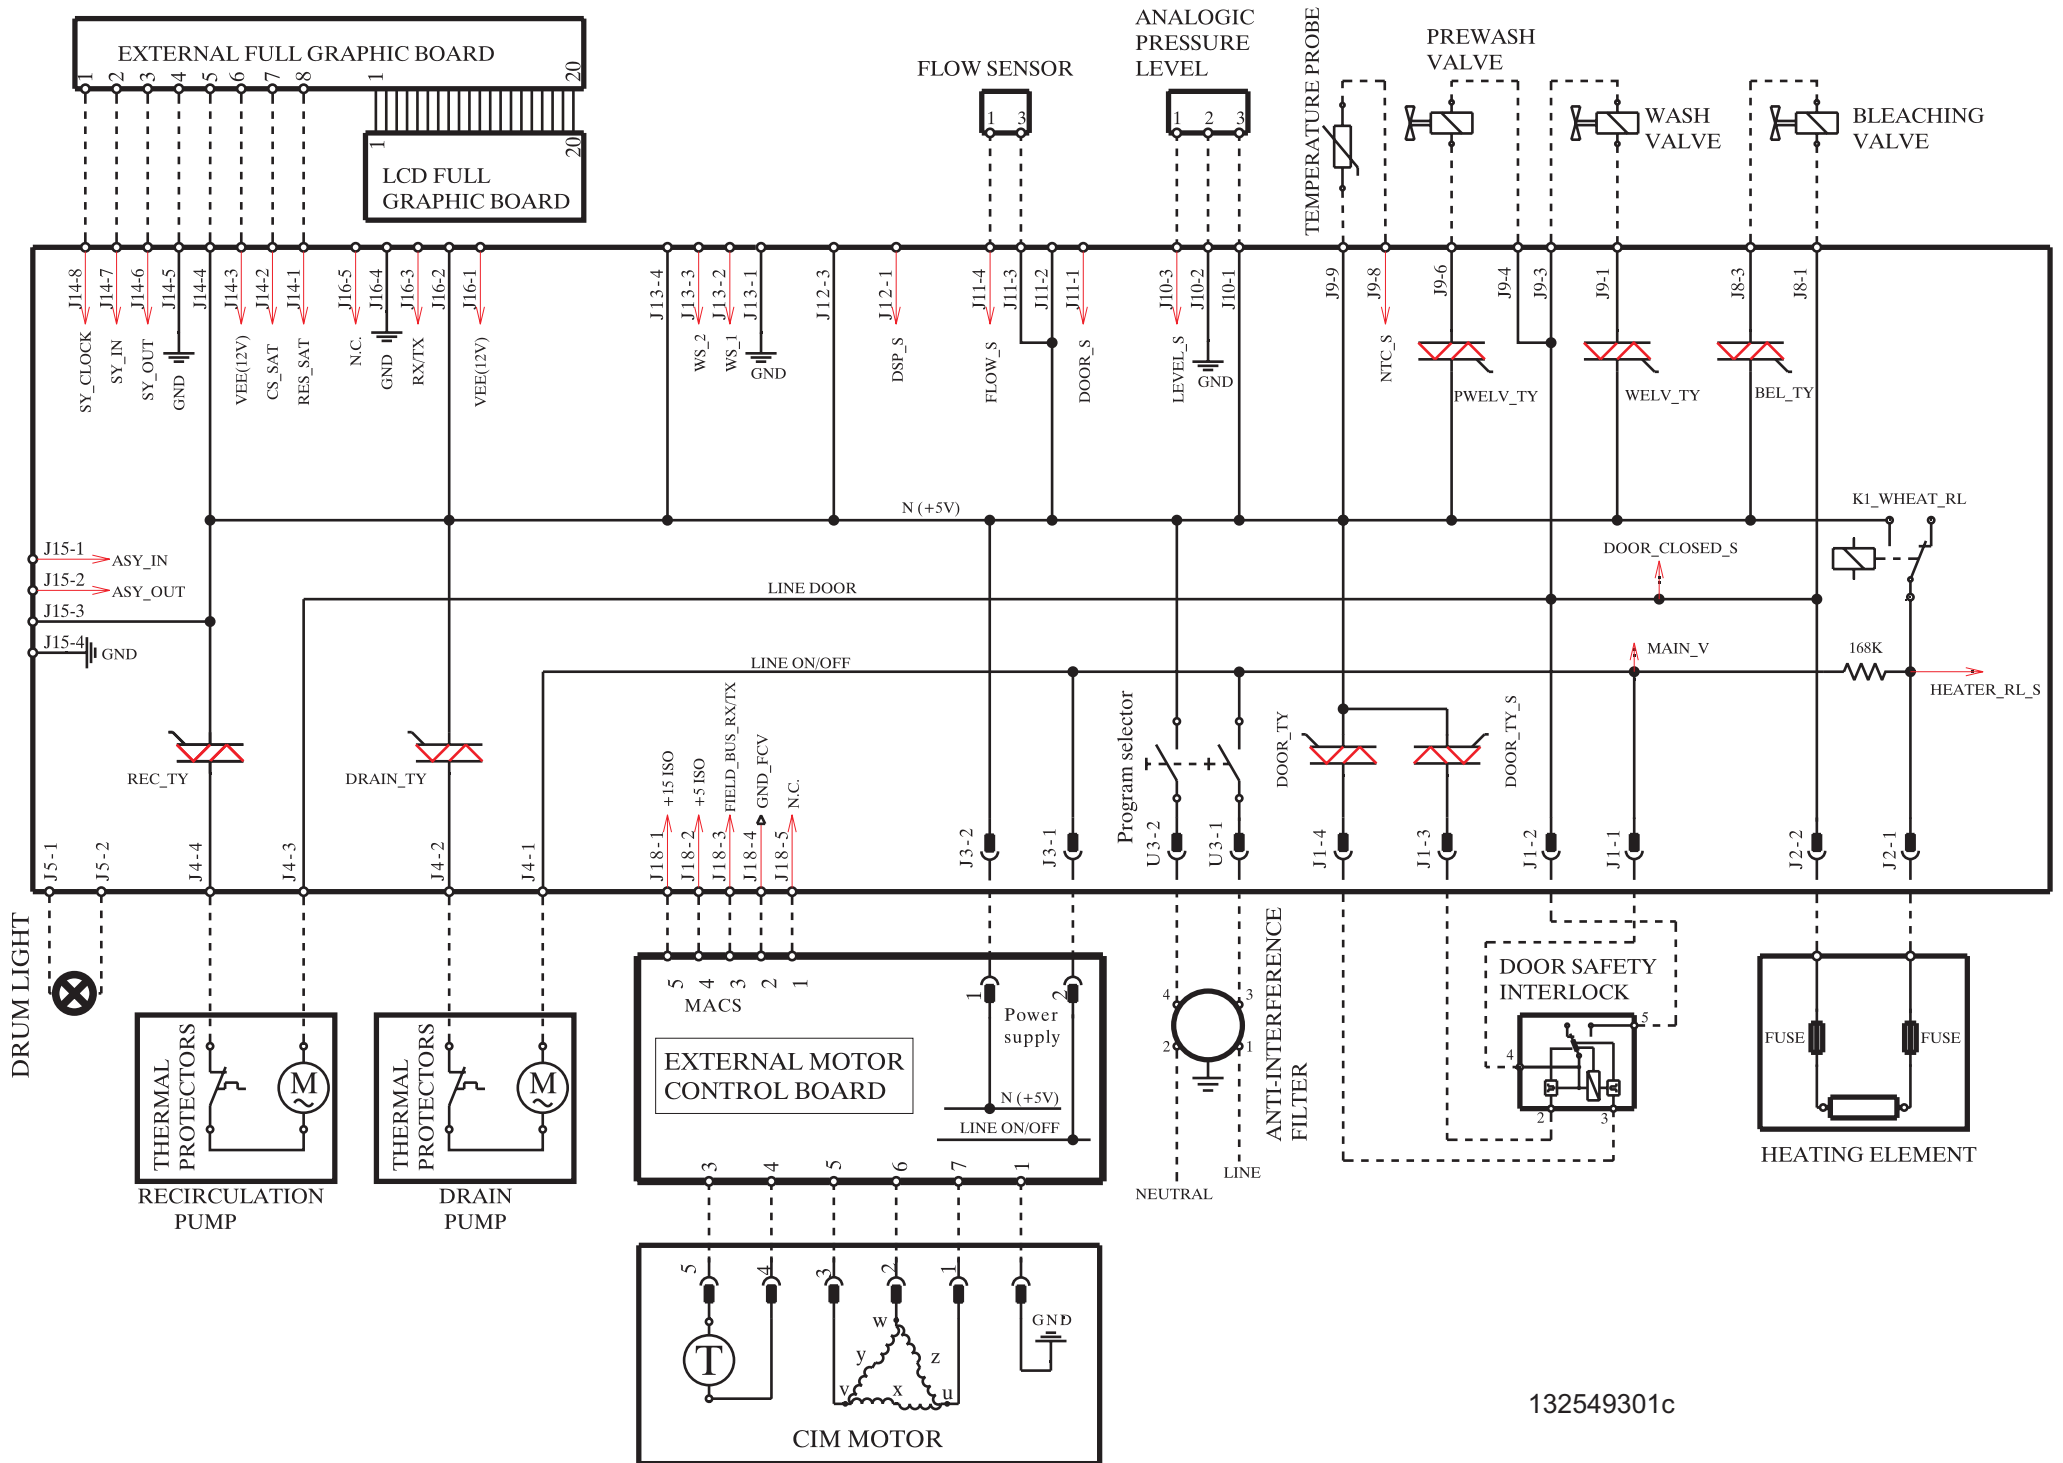 EXTERNAL FULL GRAPHIC BOARD
1 2 3 4 5 6 7 8 1 20
1 20
LCD FULL
GRAPHIC BOARD
FLOW SENSOR
1 3
ANALOGIC
PRESSURE
LEVEL
1 2 3
TEMPERATURE PROBE
PREWASH
VALVE
WASH
VALVE
BLEACHING
VALVE
J14-8 J14-7 J14-6 J14-5 J14-4 J14-3 J14-2 J14-1 J16-5 J16-4 J16-3 J16-2 J16-1 J13-4 J13-3 J13-2 J13-1 J12-3 J12-1 J11-4 J11-3 J11-2 J11-1 J10-3 J10-2 J10-1 J9-9 J9-8 J9-6 J9-4 J9-3 J9-1 J8-3 J8-1
SY_CLOCK SY_IN SY_OUT GND VEE(12V) CS_SAT RES_SAT N.C. GND RX/TX VEE(12V) WS_2 WS_1 GND DSP_S FLOW_S DOOR_S LEVEL_S GND NTC_S
PWELV_TY WELV_TY BEL_TY
N (+5V)
K1_WHEAT_RL
J15-1 ASY_IN
J15-2 ASY_OUT
J15-3
J15-4 GND
DOOR_CLOSED_S
LINE DOOR
LINE ON/OFF
MAIN_V
168K
HEATER_RL_S
REC_TY
DRAIN_TY
+15 ISO +5 ISO FIELD_BUS_RX/TX GND_FCV N.C.
Program selector
DOOR_TY
DOOR_TY_S
J5-1 J5-2 J4-4 J4-3 J4-2 J4-1 J18-1 J18-2 J18-3 J18-4 J18-5 J3-2 J3-1 U3-2 U3-1 J1-4 J1-3 J1-2 J1-1 J2-2 J2-1
DRUM LIGHT
THERMAL
PROTECTORS
M
RECIRCULATION
PUMP
THERMAL
PROTECTORS
M
DRAIN
PUMP
5 4 3 2 1
MACS
1 2
Power
supply
EXTERNAL MOTOR
CONTROL BOARD
N (+5V)
LINE ON/OFF
3 4 5 6 7 1
4 3
2 1
ANTI-INTERFERENCE
FILTER
NEUTRAL
LINE
DOOR SAFETY
INTERLOCK
5
4
2 3
FUSE FUSE
HEATING ELEMENT
5 4 3 2 1
T
w
y z
v x u
GND
CIM MOTOR
132549301c